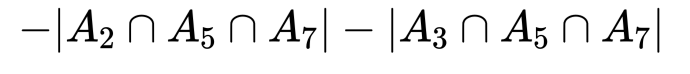 −|A₂ ∩ A₅ ∩ A₇| − |A₃ ∩ A₅ ∩ A₇|